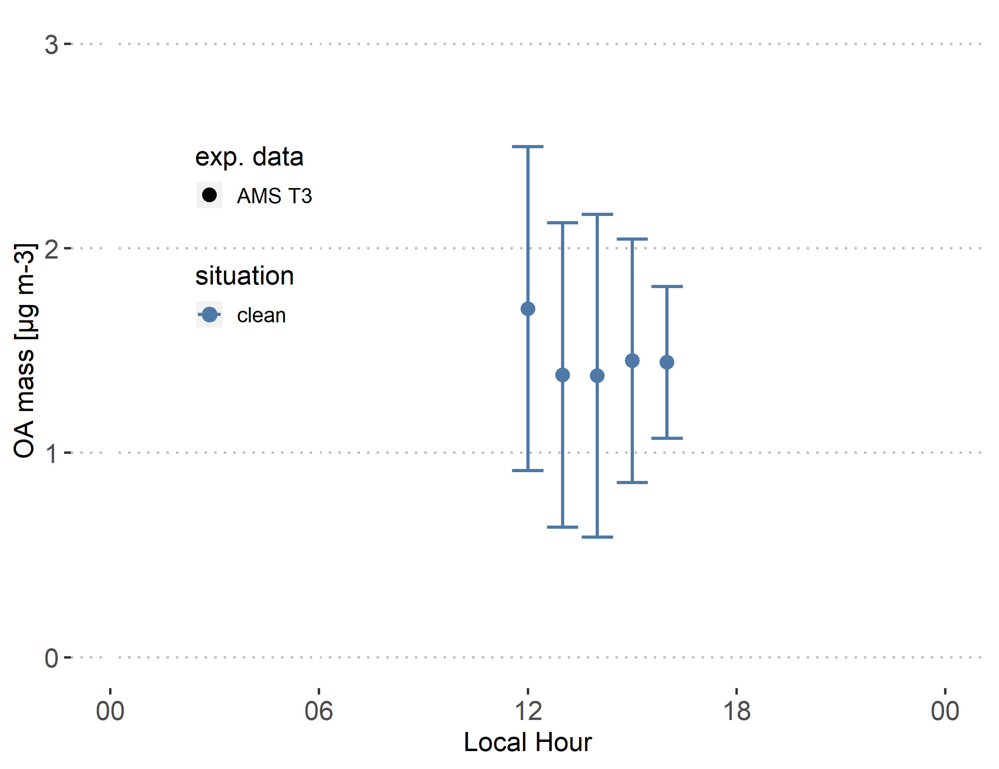 3
2
1
0
OA mass [µg m-3]
exp. data
AMS T3
situation
clean
00 06 12 18 00
Local Hour